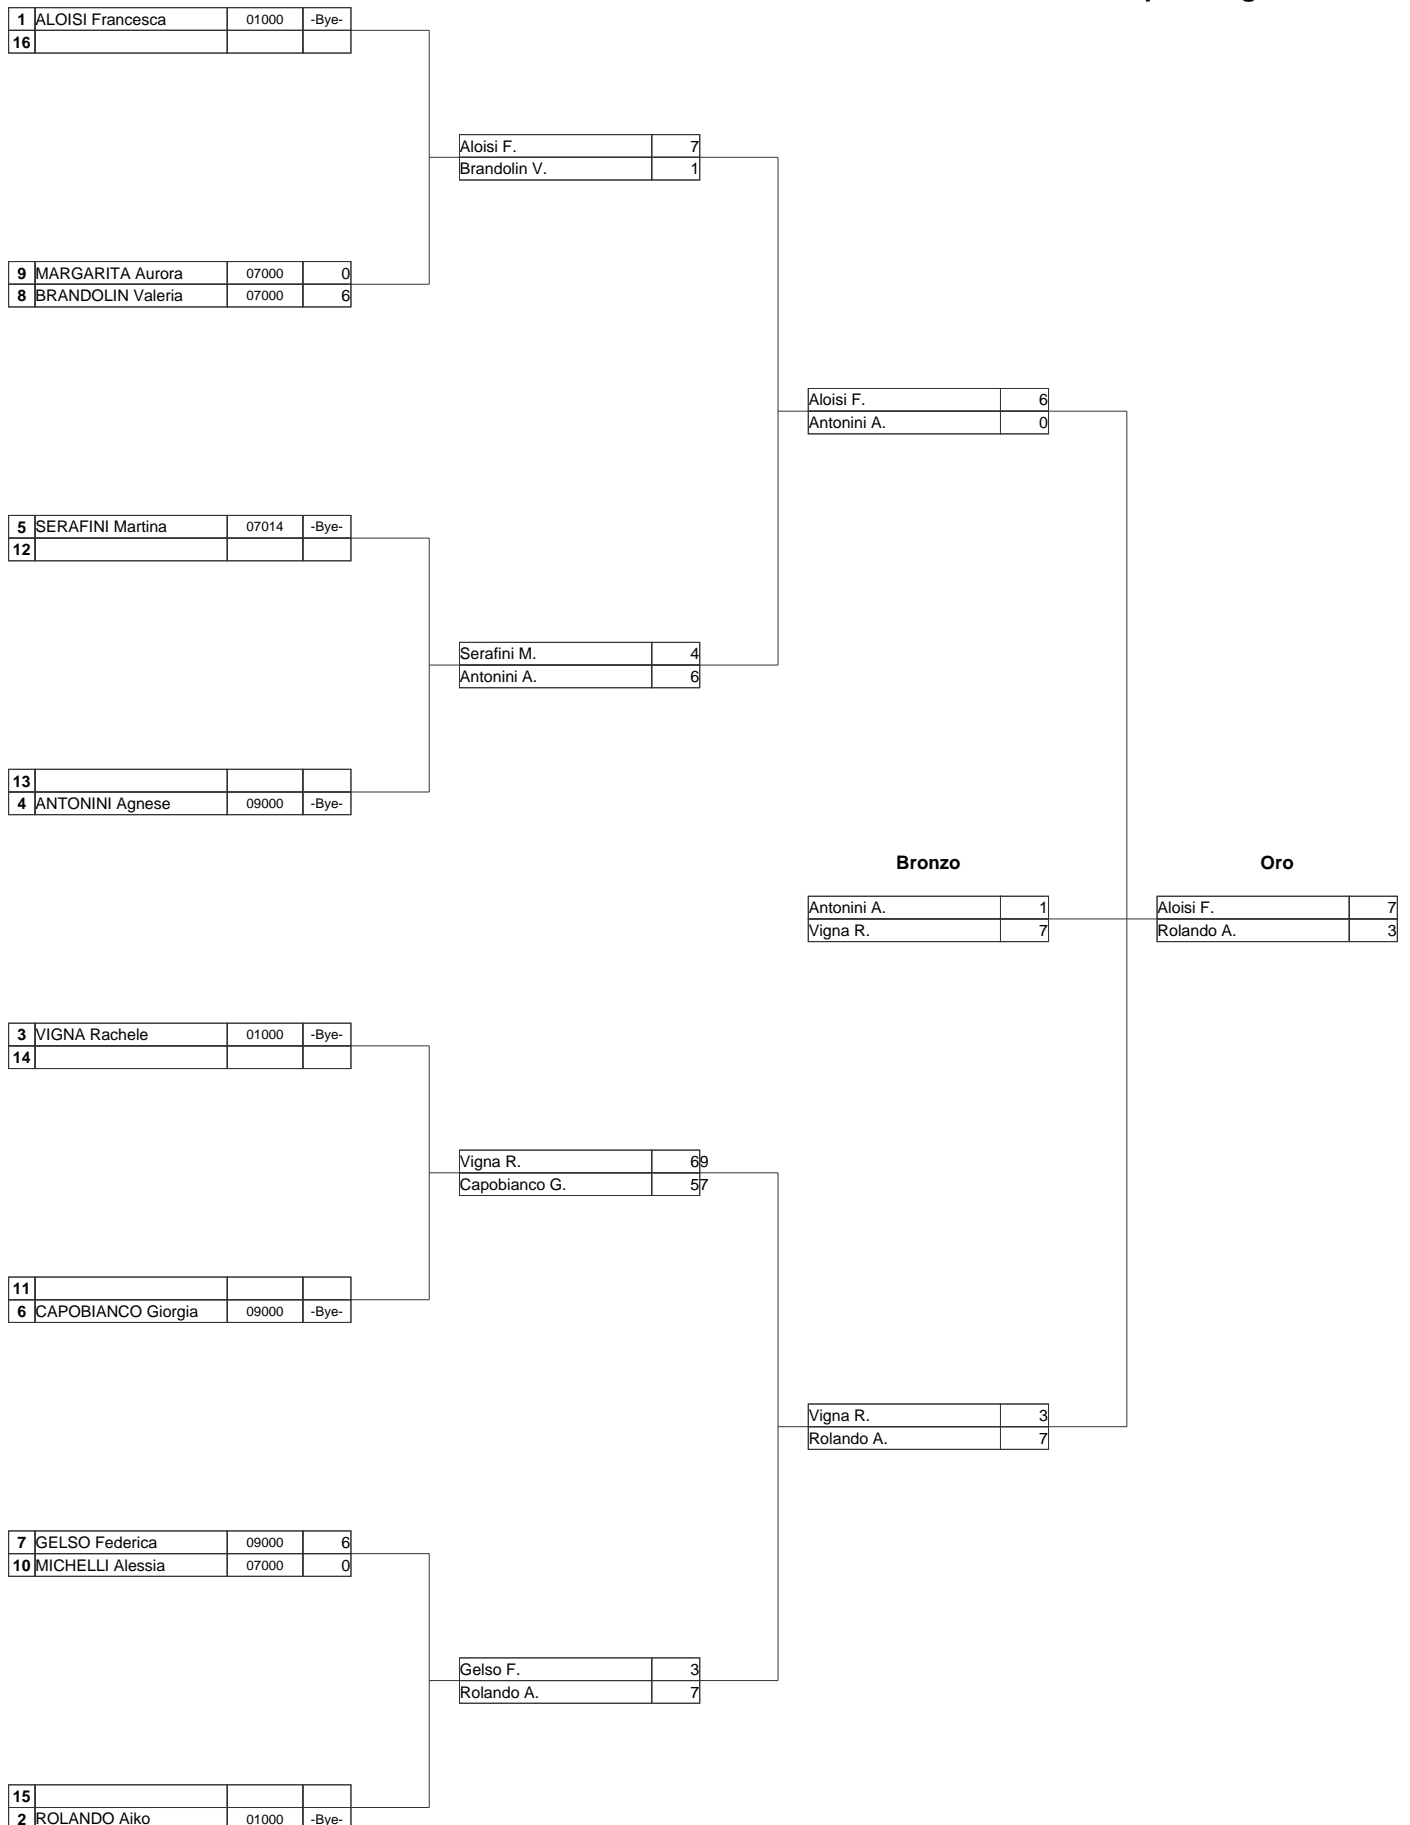 1 ALOISI Francesca 01000 -Bye-
16
Aloisi F. 7
Brandolin V. 1
9 MARGARITA Aurora 07000 0
8 BRANDOLIN Valeria 07000 6
Aloisi F. 6
Antonini A. 0
5 SERAFINI Martina 07014 -Bye-
12
Serafini M. 4
Antonini A. 6
13
4 ANTONINI Agnese 09000 -Bye-
Bronzo Oro
Antonini A. 1 Aloisi F. 7
Vigna R. 7 Rolando A. 3
3 VIGNA Rachele 01000 -Bye-
14
Vigna R. 6 9
Capobianco G. 5 7
11
6 CAPOBIANCO Giorgia 09000 -Bye-
Vigna R. 3
Rolando A. 7
7 GELSO Federica 09000 6
10 MICHELLI Alessia 07000 0
Gelso F. 3
Rolando A. 7
15
2 ROLANDO Aiko 01000 -Bye-